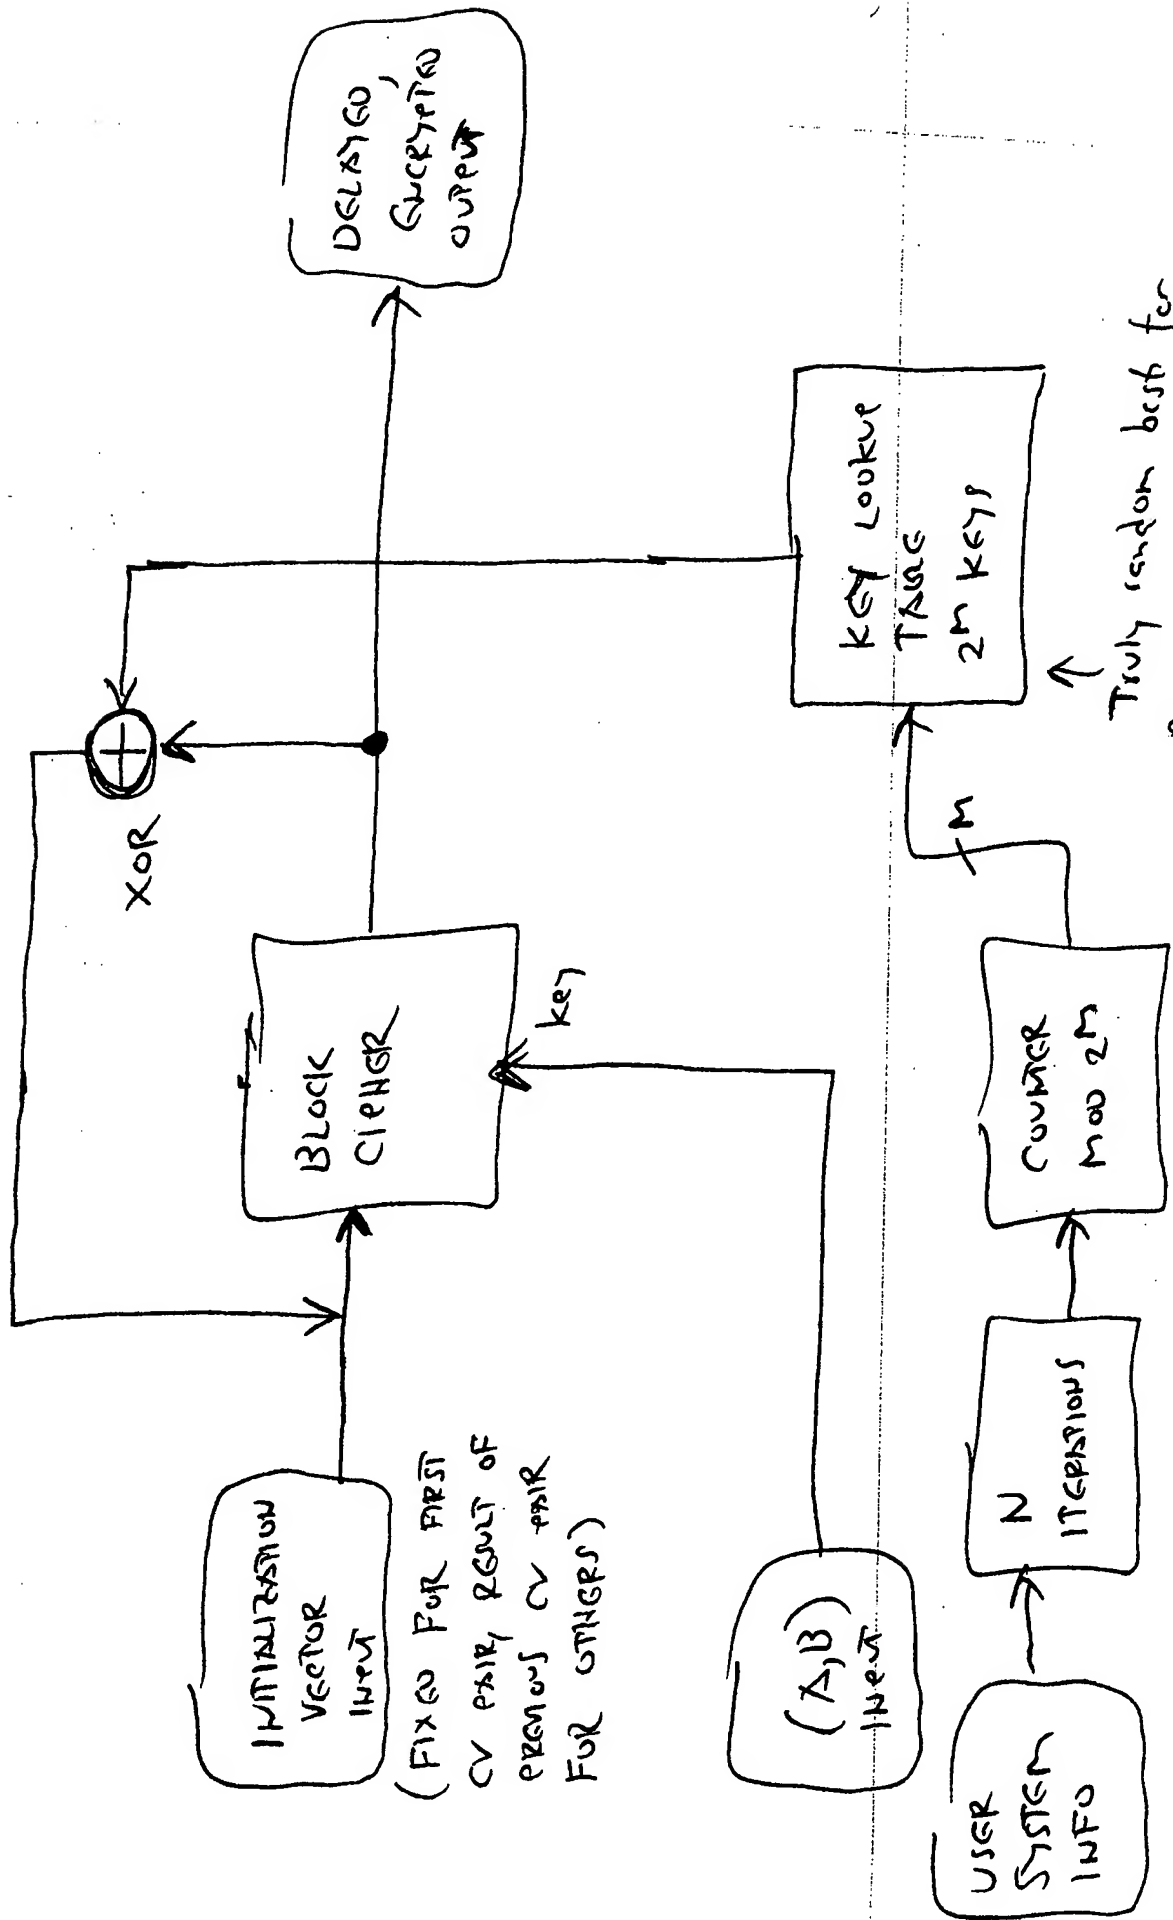 DELAYED,
ENCRYPTED
OUTPUT
XOR
BLOCK
CIPHER
key
INITIALIZATION
VECTOR
INPUT
(FIXED FOR FIRST
CV PAIR, RESULT OF
PREVIOUS CV PAIR
FOR OTHERS)
(A,B)
INPUT
KEY LOOKUP
TABLE
2^M KEYS
Truly random best for
M
COUNTER
MOD 2^M
N
ITERATIONS
USER
SYSTEM
INFO